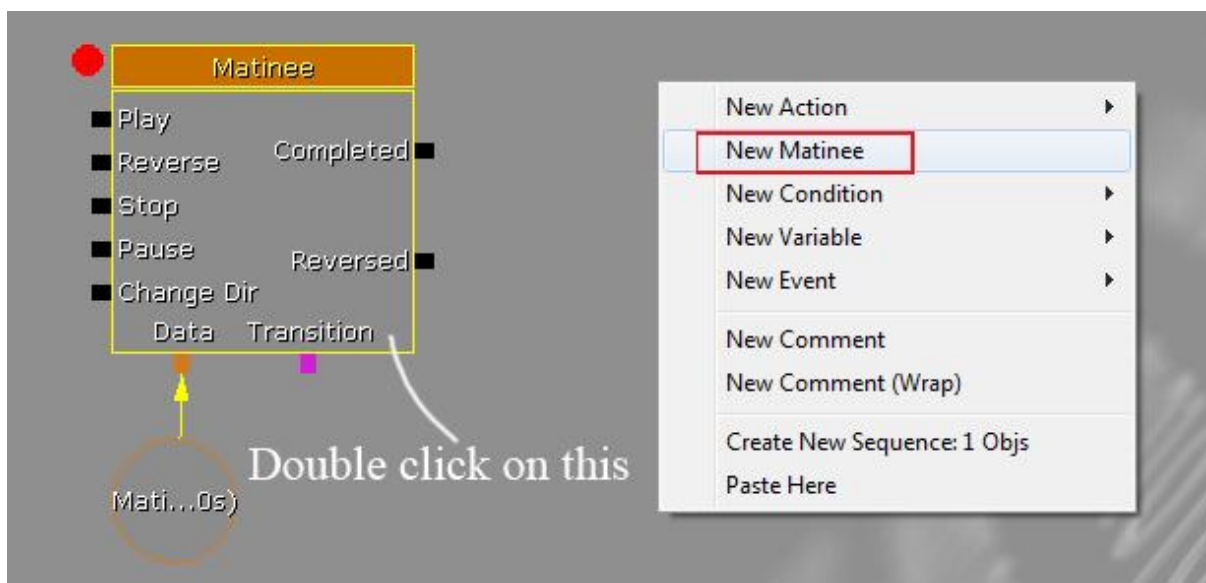 Matinee
Play
Reverse
Completed
Stop
Pause
Reversed
Change Dir
Data Transition
Mati...0s)
Double click on this
New Action
New Matinee
New Condition
New Variable
New Event
New Comment
New Comment (Wrap)
Create New Sequence: 1 Objs
Paste Here